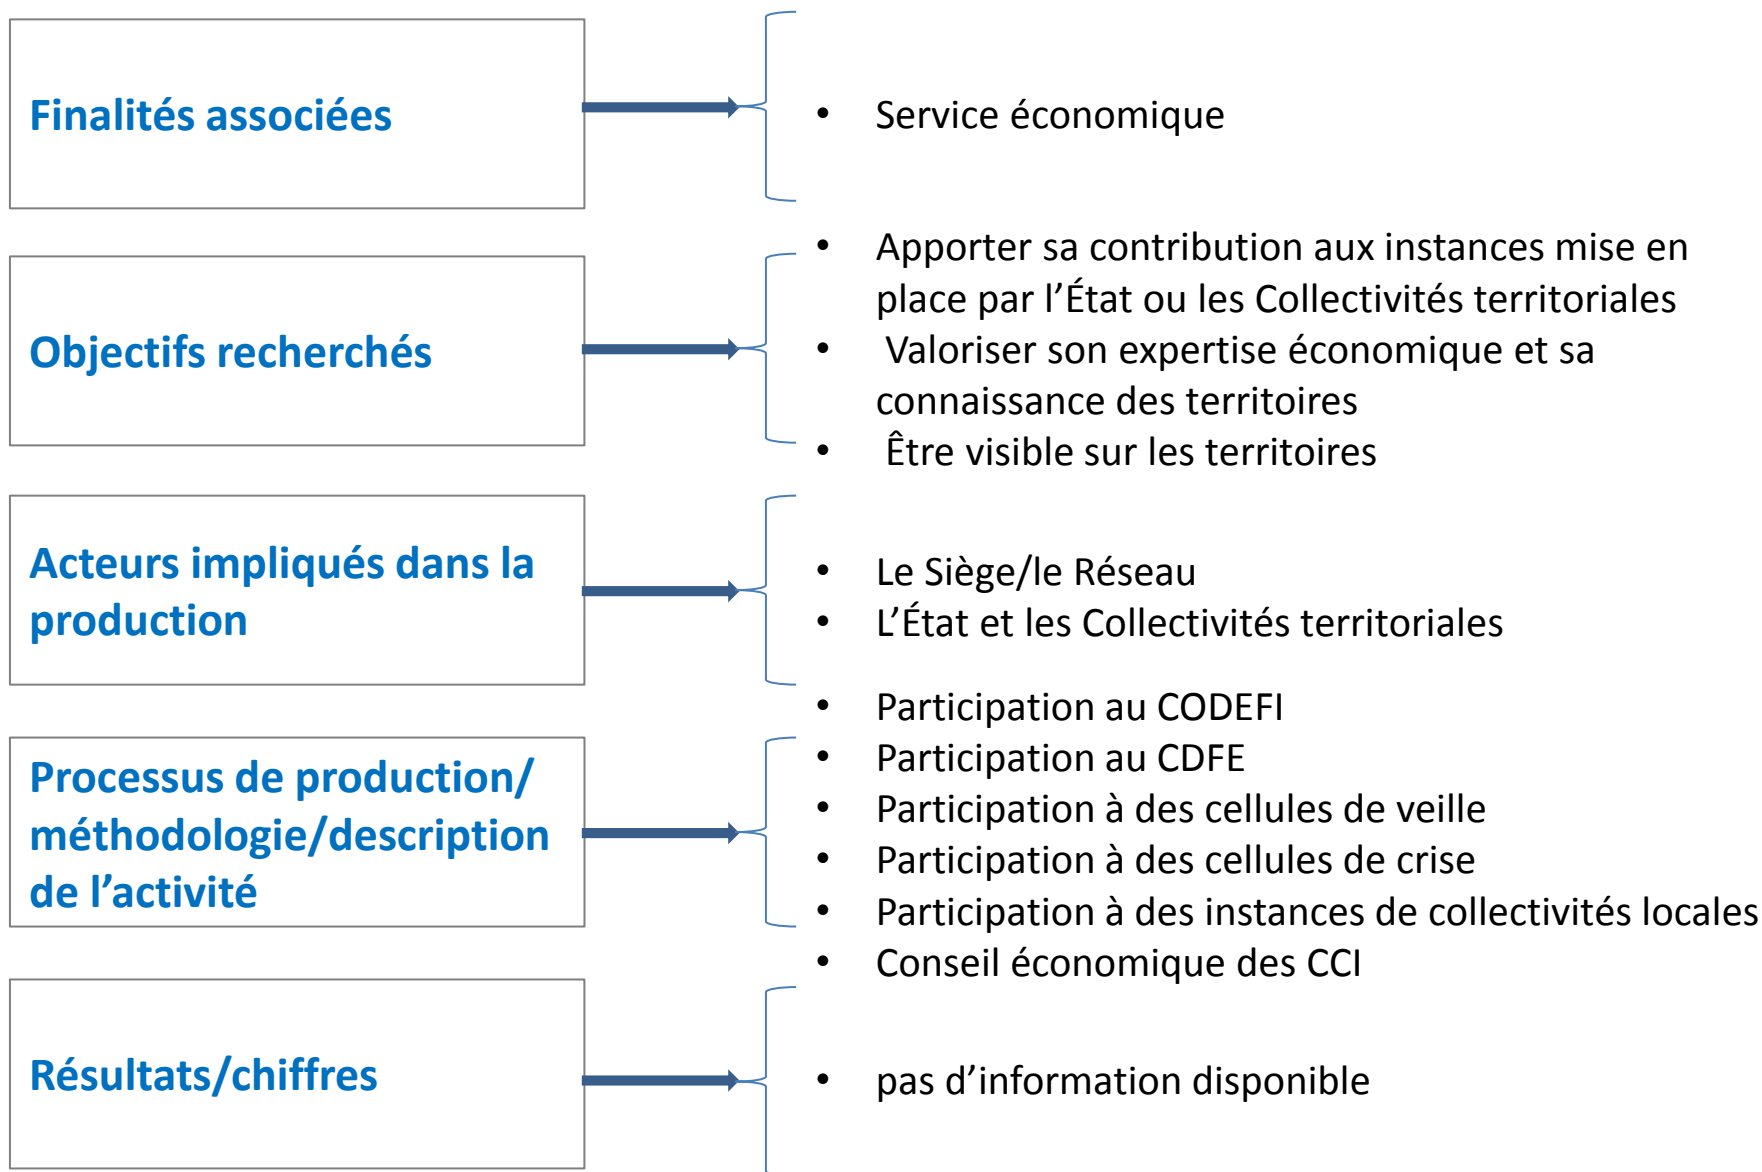 Finalités associées
• Service économique
Objectifs recherchés
• Apporter sa contribution aux instances mise en
place par l’État ou les Collectivités territoriales
• Valoriser son expertise économique et sa
connaissance des territoires
• Être visible sur les territoires
Acteurs impliqués dans la
production
• Le Siège/le Réseau
• L’État et les Collectivités territoriales
Processus de production/
méthodologie/description
de l’activité
• Participation au CODEFI
• Participation au CDFE
• Participation à des cellules de veille
• Participation à des cellules de crise
• Participation à des instances de collectivités locales
• Conseil économique des CCI
Résultats/chiffres
• pas d’information disponible